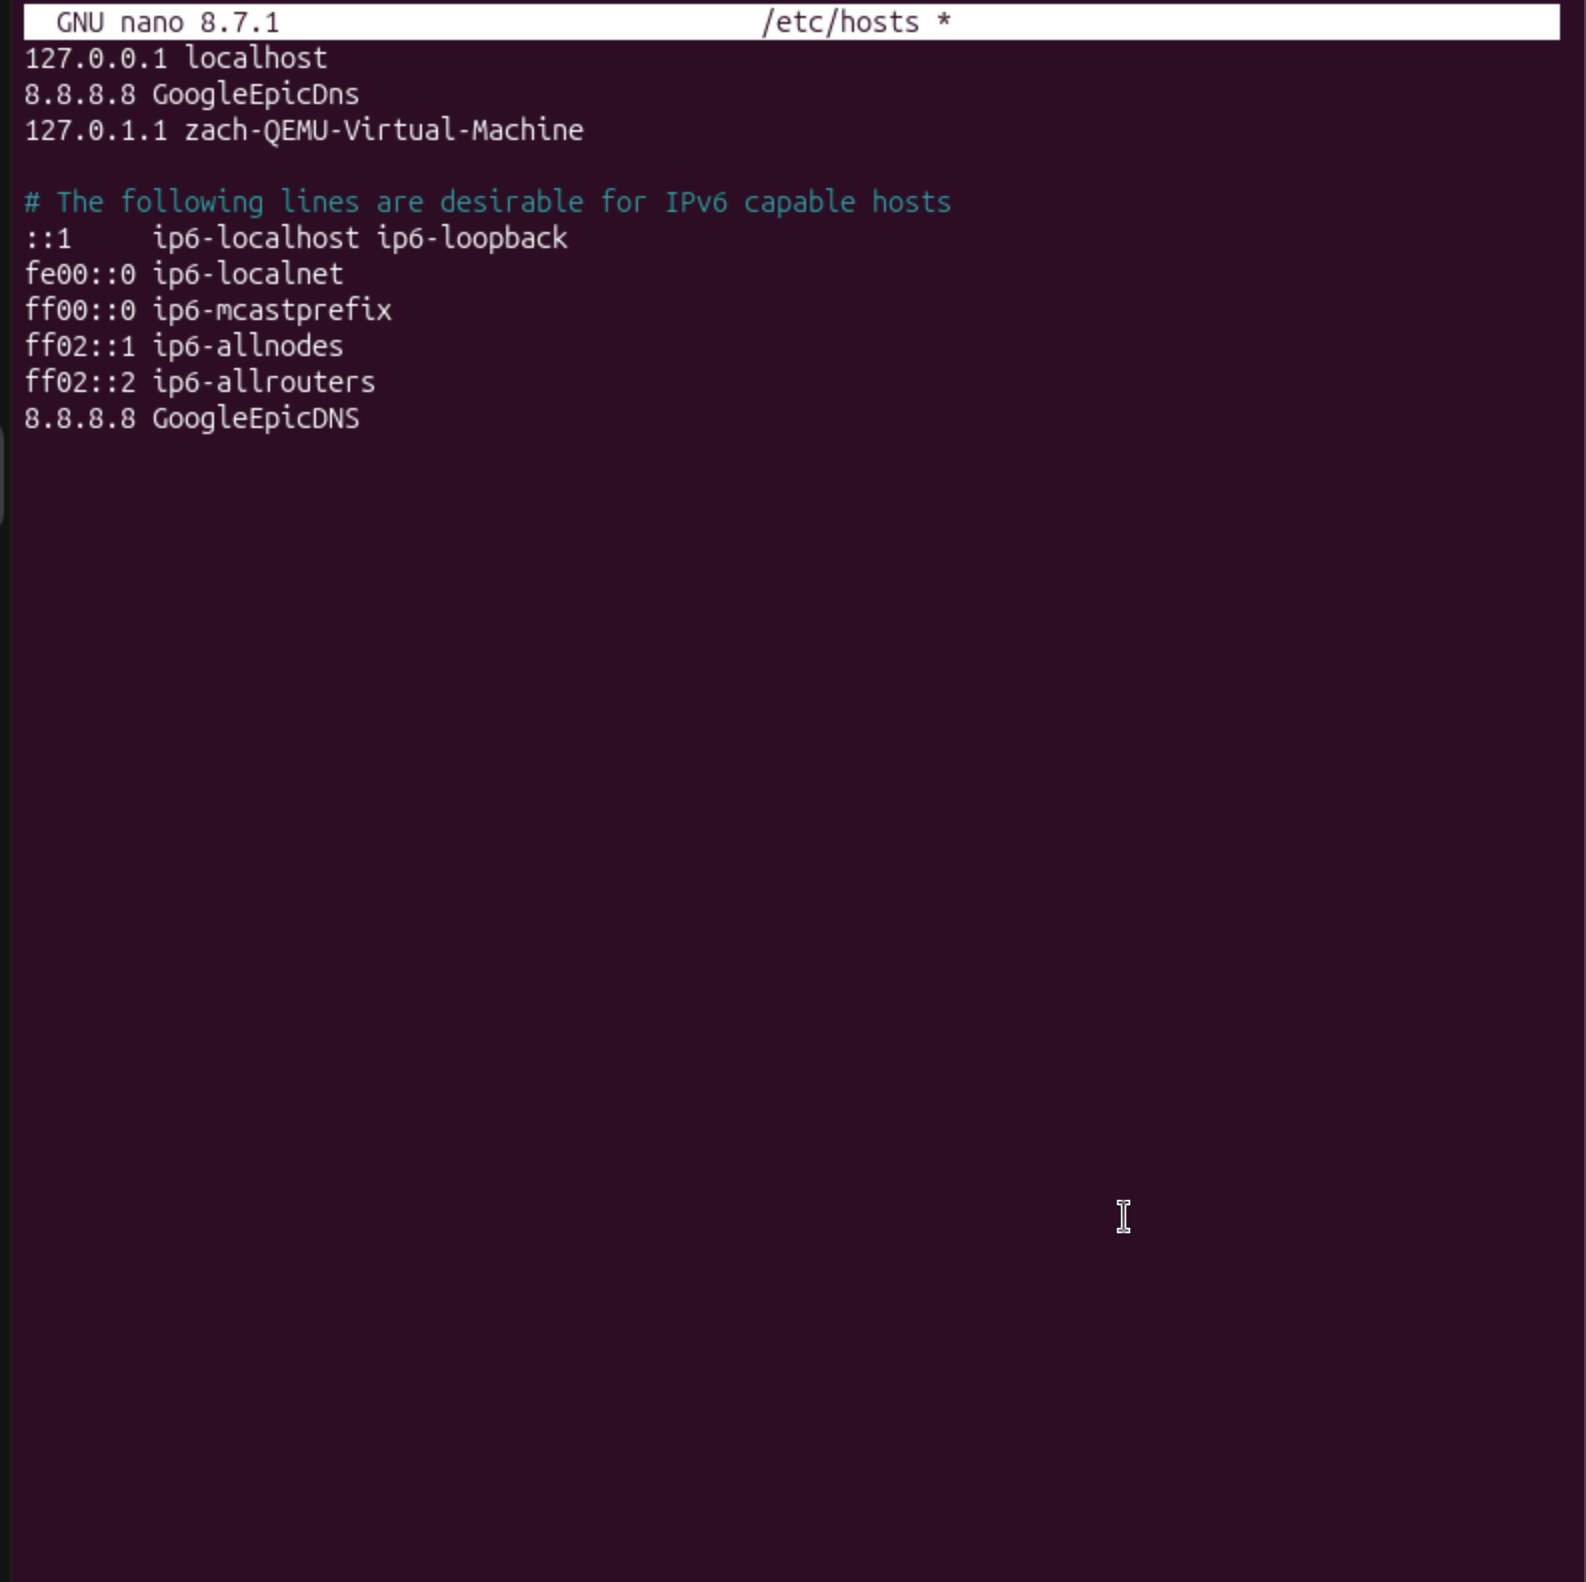 GNU nano 8.7.1 /etc/hosts *
127.0.0.1 localhost
8.8.8.8 GoogleEpicDns
127.0.1.1 zach-QEMU-Virtual-Machine
# The following lines are desirable for IPv6 capable hosts
::1     ip6-localhost ip6-loopback
fe00::0 ip6-localnet
ff00::0 ip6-mcastprefix
ff02::1 ip6-allnodes
ff02::2 ip6-allrouters
8.8.8.8 GoogleEpicDNS